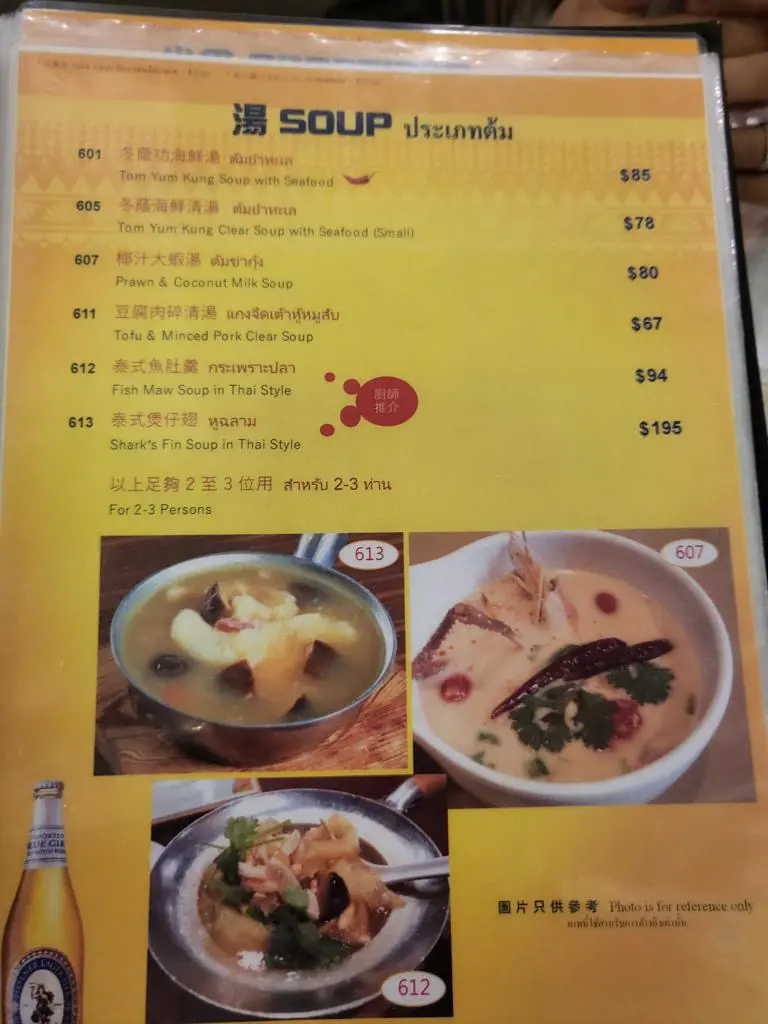 湯 SOUP ประเภทต้ม
601 冬蔭功海鮮湯 ต้มยำทะเล
Tom Yum Kung Soup with Seafood
$85
605 冬蔭海鮮清湯 ต้มยำทะเล
Tom Yum Kung Clear Soup with Seafood (Small)
$78
607 椰汁大蝦湯 ต้มข่ากุ้ง
Prawn & Coconut Milk Soup
$80
611 豆腐肉碎清湯 แกงจืดเต้าหู้หมูสับ
Tofu & Minced Pork Clear Soup
$67
612 泰式魚肚羹 กระเพราะปลา
Fish Maw Soup in Thai Style
$94
廚師
推介
613 泰式煲仔翅 หูฉลาม
Shark's Fin Soup in Thai Style
$195
以上足夠 2 至 3 位用 สำหรับ 2-3 ท่าน
For 2-3 Persons
613
607
612
圖片只供參考 Photo is for reference only